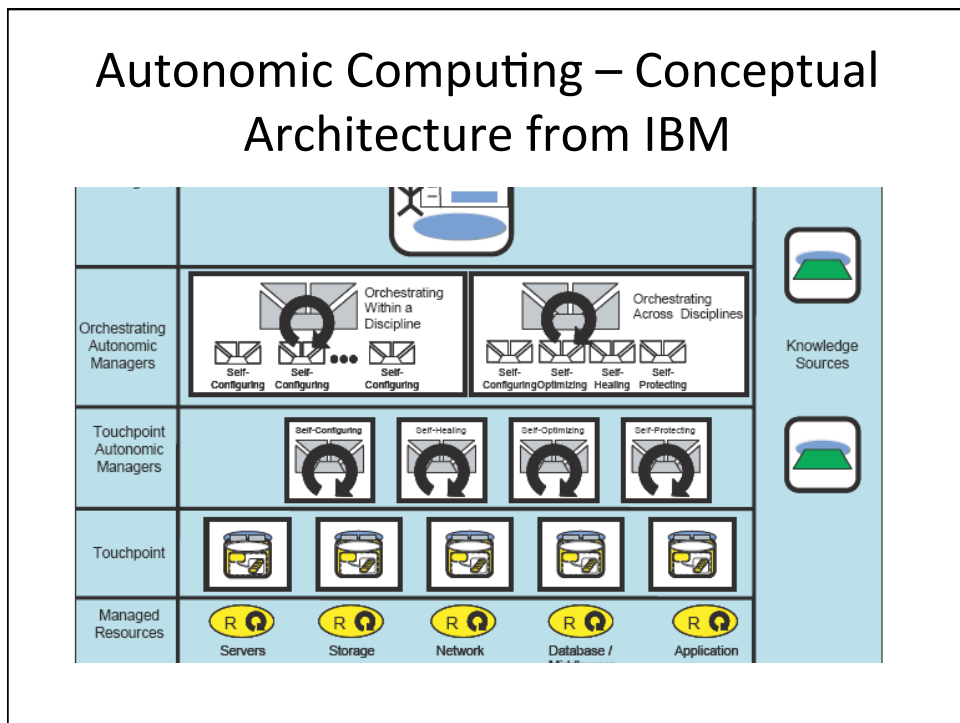 Autonomic Computing – Conceptual
Architecture from IBM
Orchestrating
Autonomic
Managers
Orchestrating
Within a
Discipline
Self-
Configuring
Self-
Configuring
Self-
Configuring
Orchestrating
Across Disciplines
Self-
Configuring
Self-
Optimizing
Self-
Healing
Self-
Protecting
Knowledge
Sources
Touchpoint
Autonomic
Managers
Self-Configuring
Self-Healing
Self-Optimizing
Self-Protecting
Touchpoint
Managed
Resources
R
R
R
R
R
Servers
Storage
Network
Database /
Application